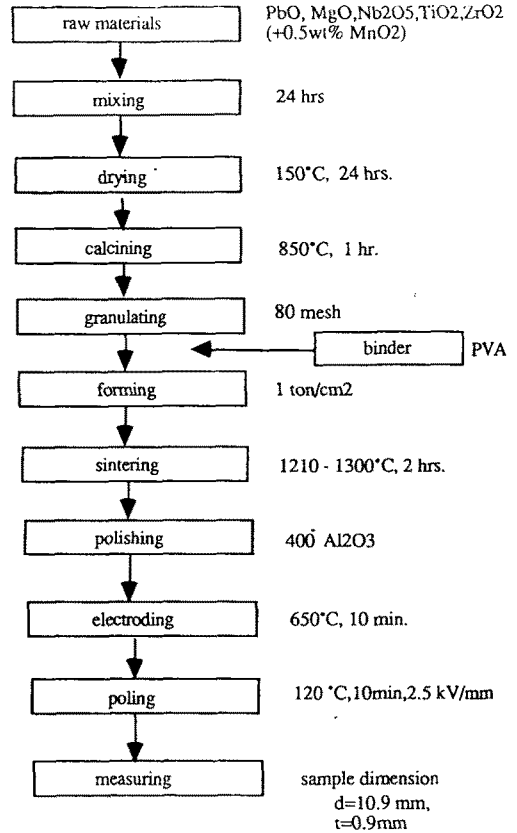 raw materials
PbO, MgO,Nb2O5,TiO2,ZrO2
(+0.5wt% MnO2)
mixing
24 hrs
drying
150°C, 24 hrs.
calcining
850°C, 1 hr.
granulating
80 mesh
binder
PVA
forming
1 ton/cm2
sintering
1210 - 1300°C, 2 hrs.
polishing
400 Al2O3
electroding
650°C, 10 min.
poling
120 °C,10min,2.5 kV/mm
measuring
sample dimension
d=10.9 mm,
t=0.9mm